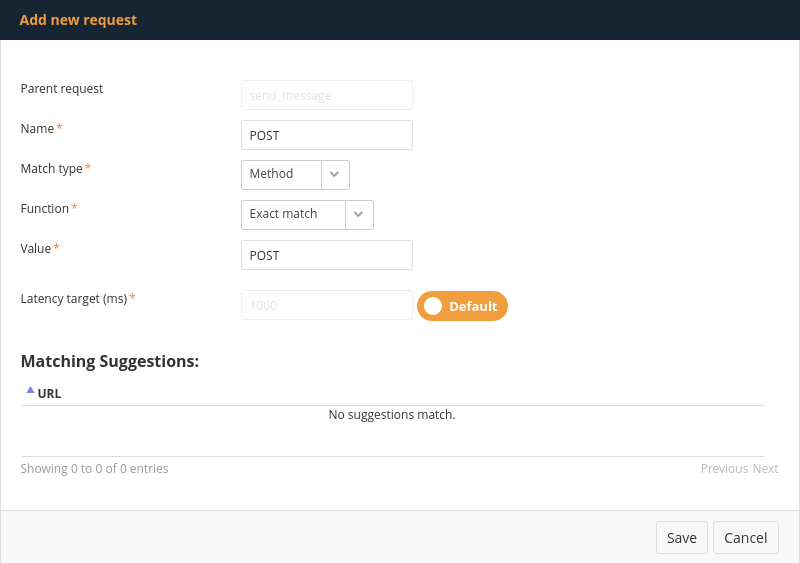 Add new request
Parent request
send_message
Name *
POST
Match type *
Method
Function *
Exact match
Value *
POST
Latency target (ms) *
1000
Default
Matching Suggestions:
URL
No suggestions match.
Showing 0 to 0 of 0 entries
Previous Next
Save
Cancel